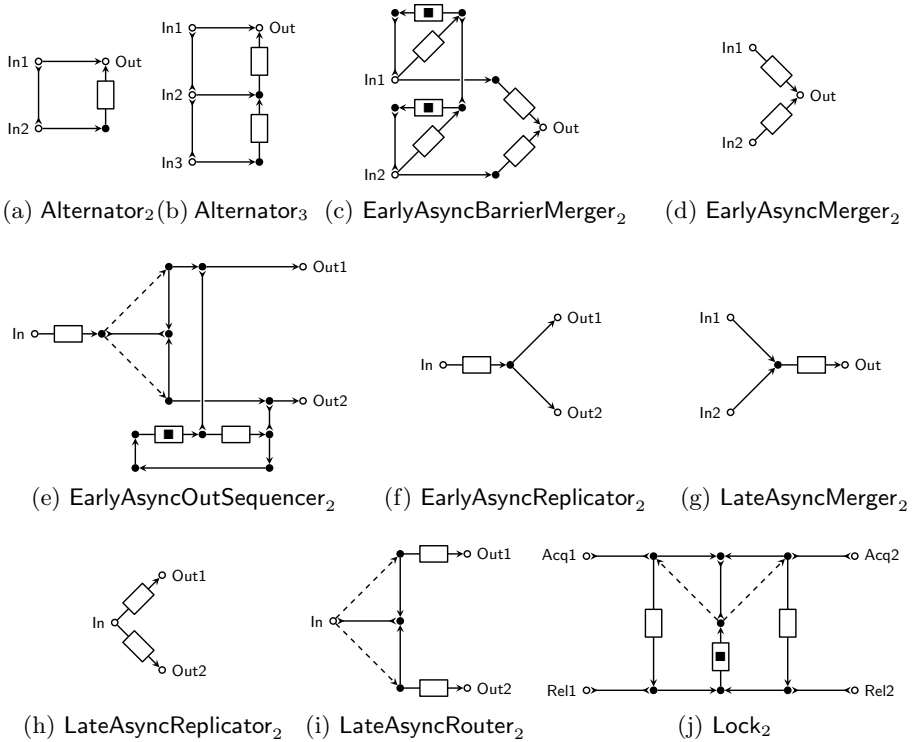 In1 Out
In2
(a) Alternator₂
In1 Out
In2
In3
(b) Alternator₃
In1
In2
Out
(c) EarlyAsyncBarrierMerger₂
In1
Out
In2
(d) EarlyAsyncMerger₂
Out1
In
Out2
(e) EarlyAsyncOutSequencer₂
Out1
In
Out2
(f) EarlyAsyncReplicator₂
In1
Out
In2
(g) LateAsyncMerger₂
Out1
In
Out2
(h) LateAsyncReplicator₂
Out1
In
Out2
(i) LateAsyncRouter₂
Acq1 Acq2
Rel1 Rel2
(j) Lock₂